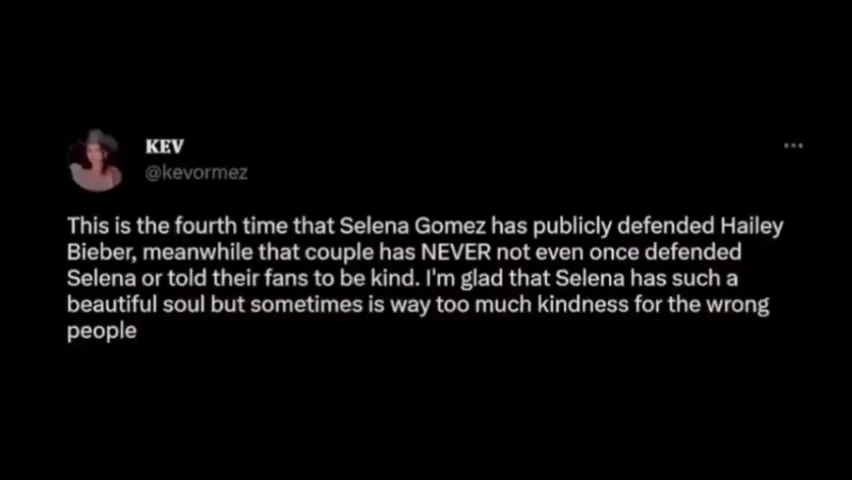 KEV
@kevormez
This is the fourth time that Selena Gomez has publicly defended Hailey
Bieber, meanwhile that couple has NEVER not even once defended
Selena or told their fans to be kind. I'm glad that Selena has such a
beautiful soul but sometimes is way too much kindness for the wrong
people